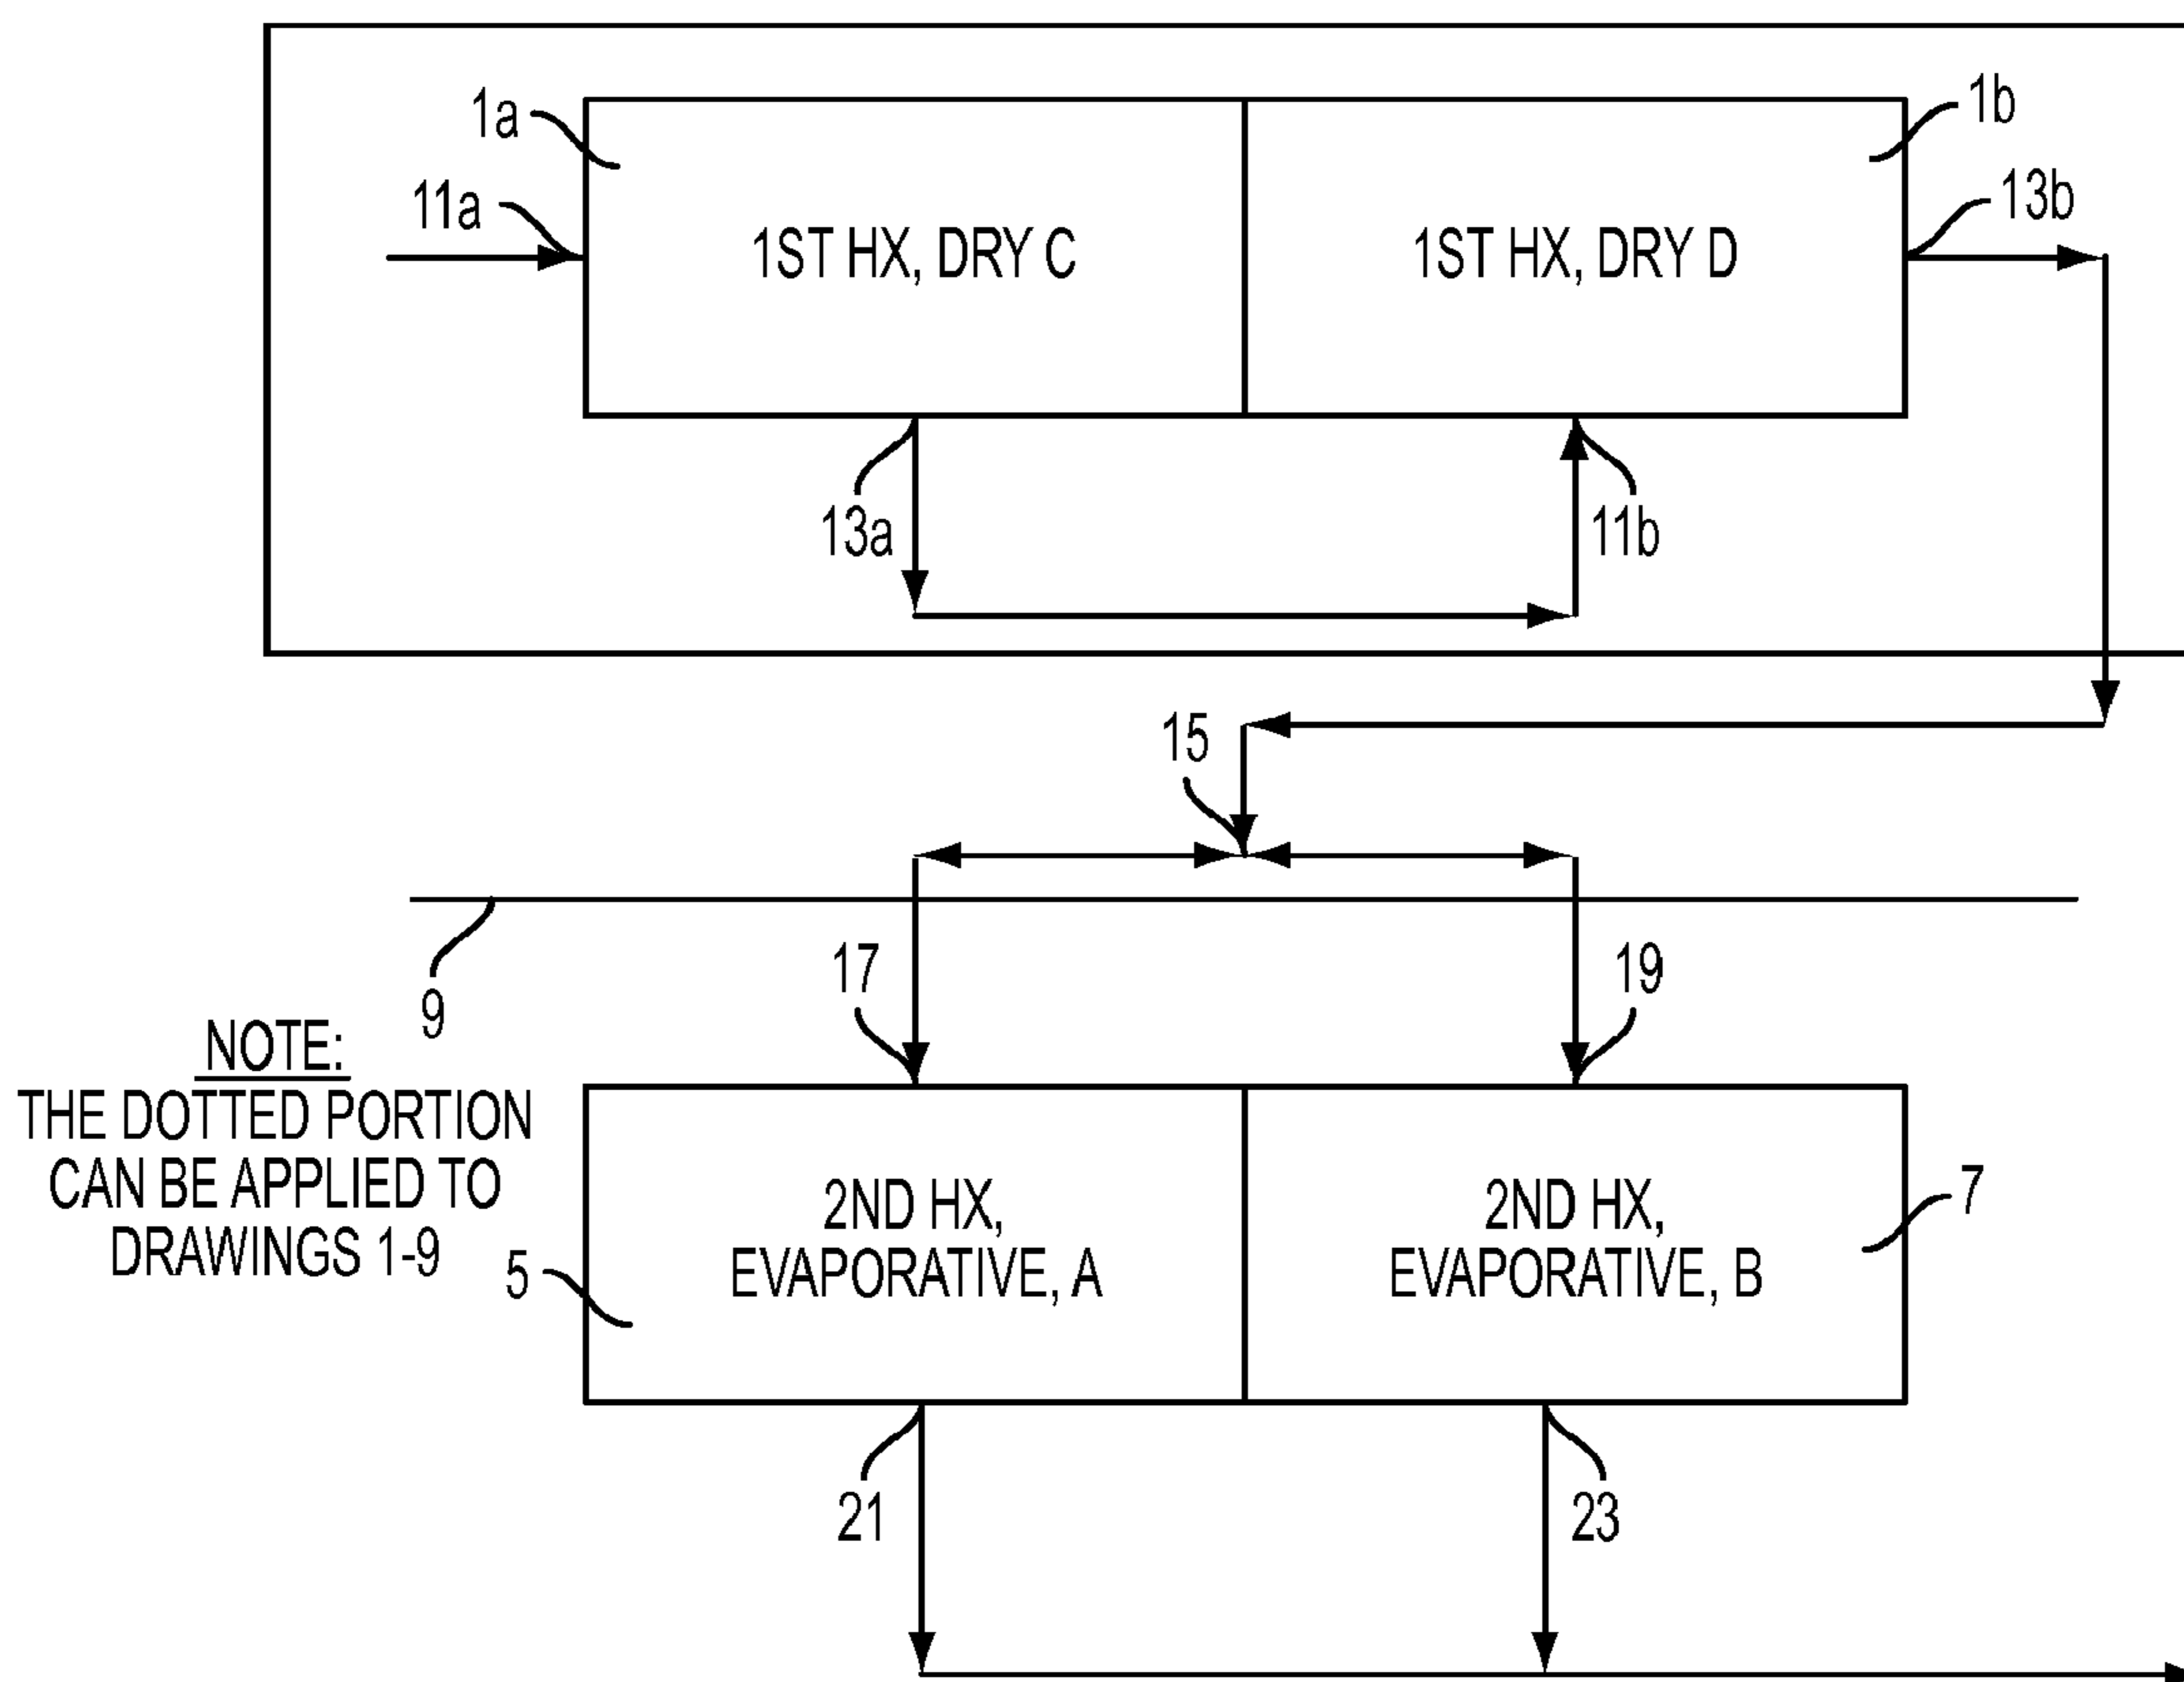 1a
1b
11a
13b
1ST HX, DRY C
1ST HX, DRY D
13a
11b
15
17
19
9
NOTE:
THE DOTTED PORTION
CAN BE APPLIED TO
DRAWINGS 1-9
5
2ND HX,
EVAPORATIVE, A
2ND HX,
EVAPORATIVE, B
7
21
23